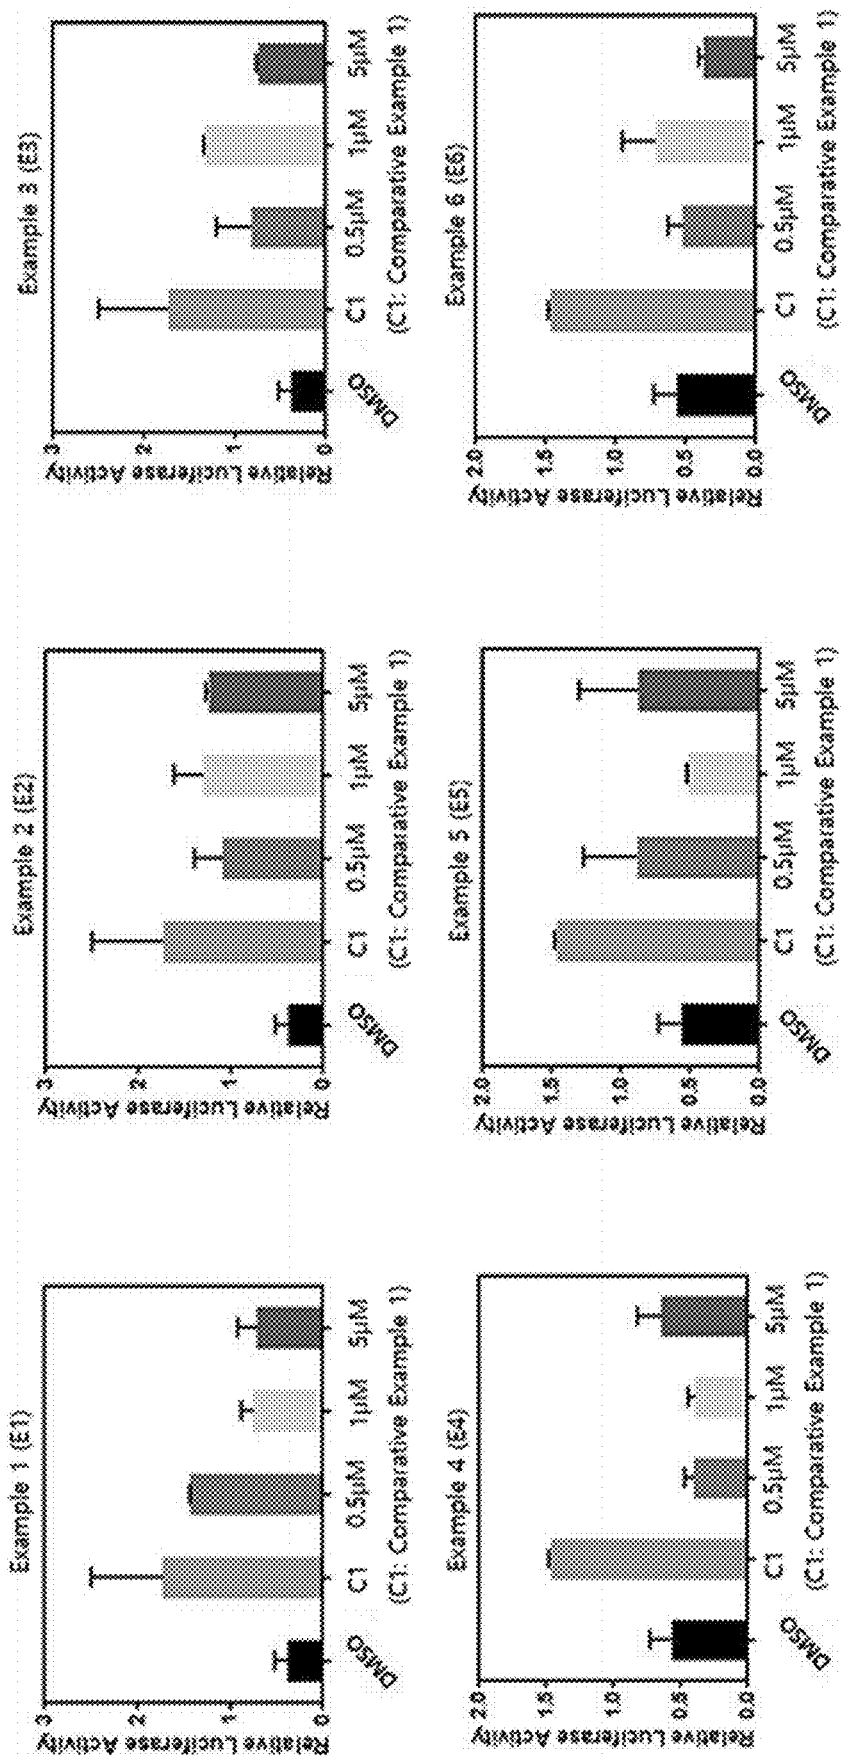 Example 1 (E1)
Relative Luciferase Activity
3
2
1
0
DMSO C1 0.5μM 1μM 5μM
(C1: Comparative Example 1)
Example 2 (E2)
Relative Luciferase Activity
3
2
1
0
DMSO C1 0.5μM 1μM 5μM
(C1: Comparative Example 1)
Example 3 (E3)
Relative Luciferase Activity
3
2
1
0
DMSO C1 0.5μM 1μM 5μM
(C1: Comparative Example 1)
Example 4 (E4)
Relative Luciferase Activity
2.0
1.5
1.0
0.5
0.0
DMSO C1 0.5μM 1μM 5μM
(C1: Comparative Example 1)
Example 5 (E5)
Relative Luciferase Activity
2.0
1.5
1.0
0.5
0.0
DMSO C1 0.5μM 1μM 5μM
(C1: Comparative Example 1)
Example 6 (E6)
Relative Luciferase Activity
2.0
1.5
1.0
0.5
0.0
DMSO C1 0.5μM 1μM 5μM
(C1: Comparative Example 1)